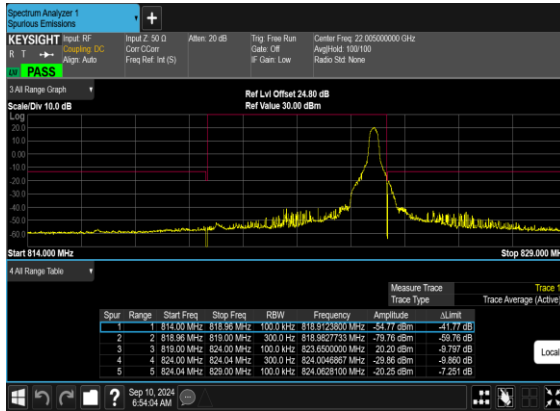 Spectrum Analyzer 1
Spurious Emissions
KEYSIGHT
R T
Input: RF
Coupling: DC
Align: Auto
Input Z: 50 Ω
Corr CCorr
Freq Ref: Int (S)
Atten: 20 dB
Trig: Free Run
Gate: Off
IF Gain: Low
Center Freq: 22.005000000 GHz
Avg|Hold: 100/100
Radio Std: None
PASS
3 All Range Graph
Scale/Div 10.0 dB
Ref Lvl Offset 24.80 dB
Ref Value 30.00 dBm
Log
20.0
10.0
0.00
-10.0
-20.0
-30.0
-40.0
-50.0
-60.0
Start 814.000 MHz
Stop 829.000 MH
4 All Range Table
Measure Trace Trace 1
Trace Type Trace Average (Active)
Spur Range Start Freq Stop Freq RBW Frequency Amplitude ΔLimit
1 1 814.00 MHz 818.96 MHz 100.0 kHz 818.9123800 MHz -54.77 dBm -41.77 dB
2 2 818.96 MHz 819.00 MHz 300.0 Hz 818.9827733 MHz -79.76 dBm -59.76 dB
3 3 819.00 MHz 824.00 MHz 100.0 kHz 823.6500000 MHz 20.20 dBm -9.797 dB
4 4 824.00 MHz 824.04 MHz 300.0 Hz 824.0046867 MHz -29.86 dBm -9.860 dB
5 5 824.04 MHz 829.00 MHz 100.0 kHz 824.0628100 MHz -20.25 dBm -7.251 dB
Local
Sep 10, 2024
6:54:04 AM